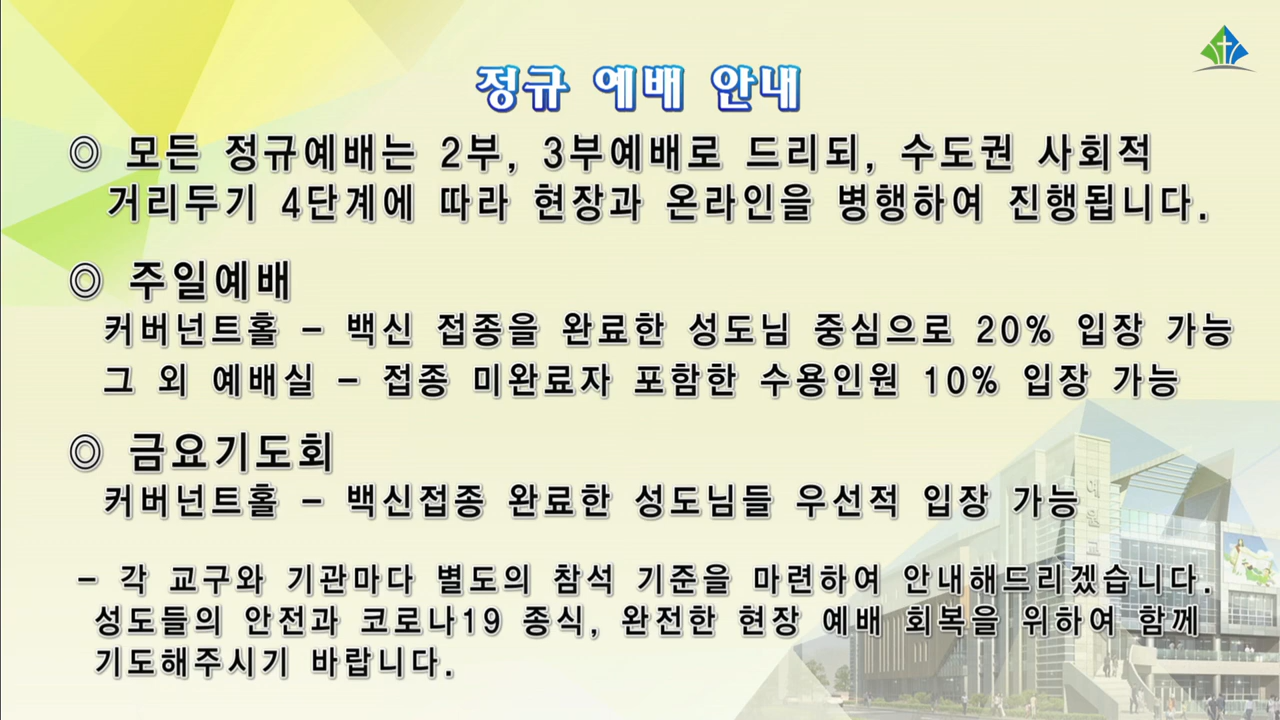 정규 예배 안내
◎ 모든 정규예배는 2부, 3부예배로 드리되, 수도권 사회적
거리두기 4단계에 따라 현장과 온라인을 병행하여 진행됩니다.
◎ 주일예배
커버넌트홀 - 백신 접종을 완료한 성도님 중심으로 20% 입장 가능
그 외 예배실 - 접종 미완료자 포함한 수용인원 10% 입장 가능
◎ 금요기도회
커버넌트홀 - 백신접종 완료한 성도님들 우선적 입장 가능
- 각 교구와 기관마다 별도의 참석 기준을 마련하여 안내해드리겠습니다.
성도들의 안전과 코로나19 종식, 완전한 현장 예배 회복을 위하여 함께
기도해주시기 바랍니다.